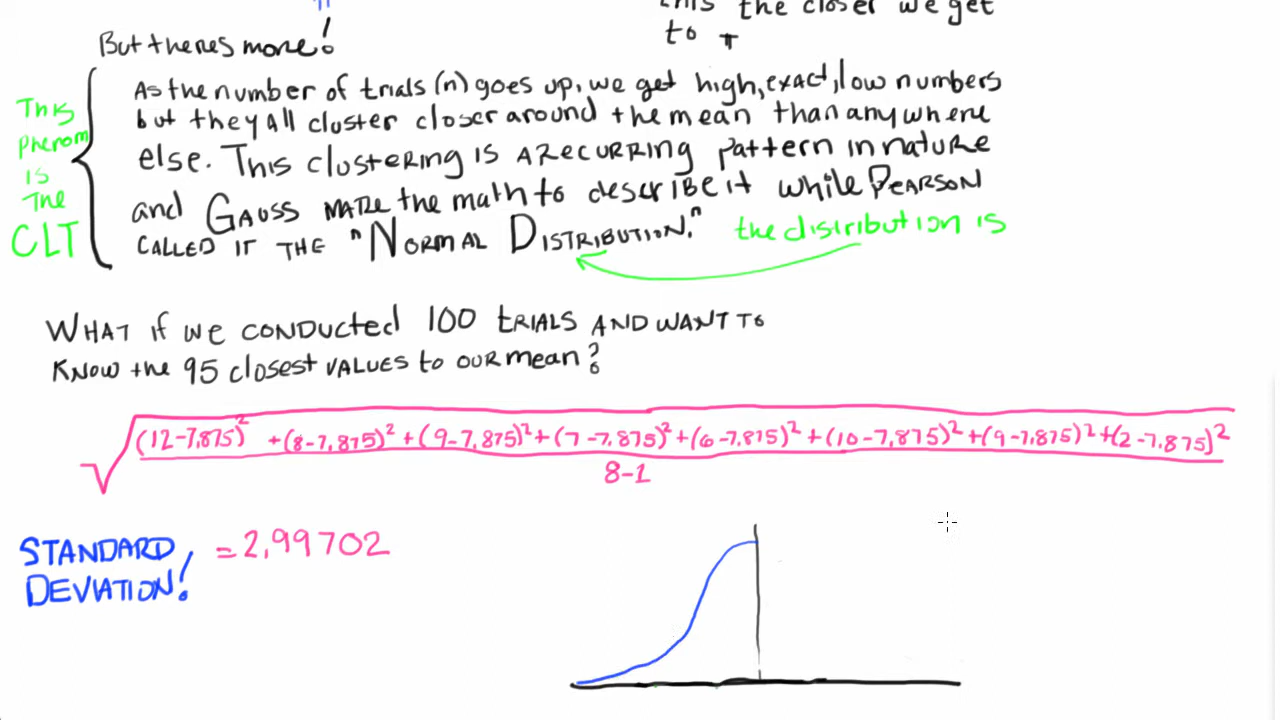 this the closer we get
to π
π
But theres more!
As the number of trials (n) goes up, we get high, exact, low numbers
but they all cluster closer around the mean than anywhere
else. This clustering is a recurring pattern in nature
and Gauss made the math to describe it while Pearson
called it the "Normal Distribution."
the distribution is
This
phenom
is
The
CLT
What if we conducted 100 trials and want to
know the 95 closest values to our mean?
√((12-7.875)² +(8-7.875)² +(9-7.875)² +(7-7.875)² +(6-7.875)² +(10-7.875)² +(9-7.875)² +(2-7.875)²
8-1
STANDARD
DEVIATION!
=2.99702